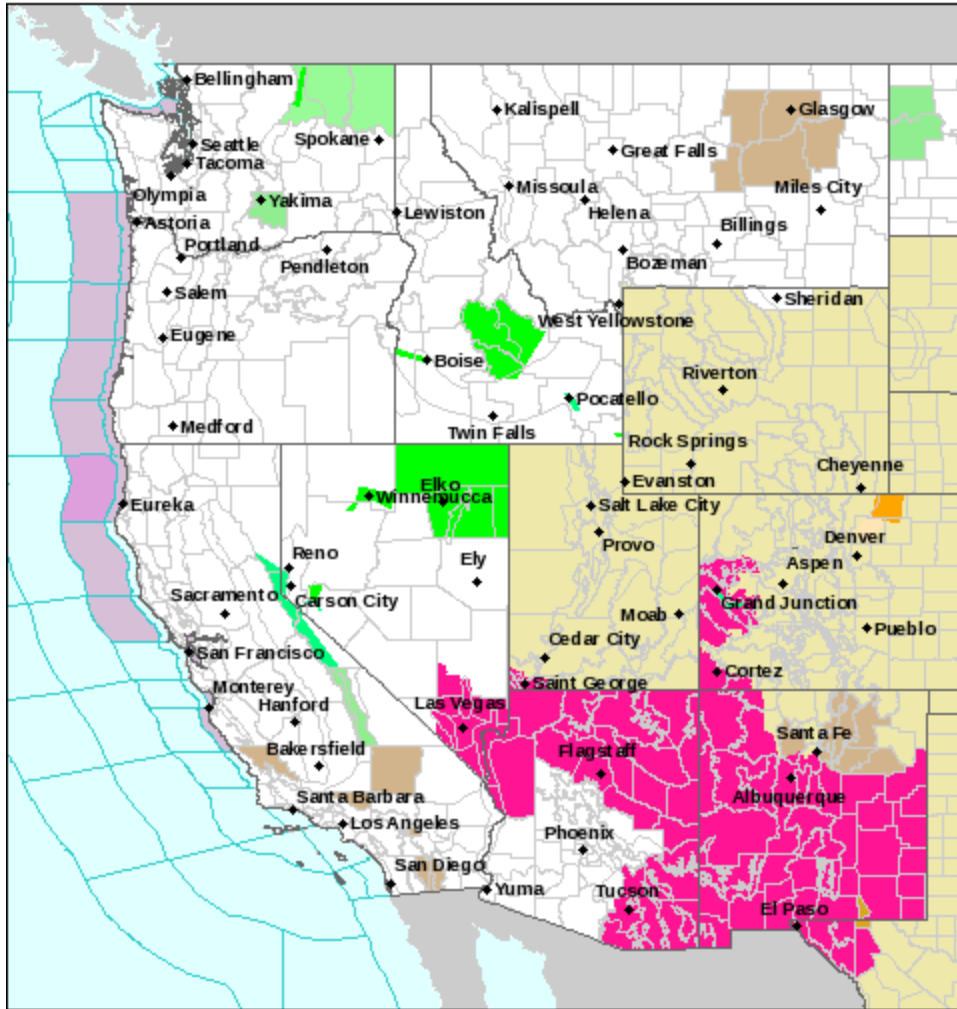 Bellingham
Kalispell
Glasgow
Seattle
Spokane
Great Falls
Tacoma
Olympia
Missoula
Miles City
Yakima
Helena
Astoria
Lewiston
Billings
Portland
Pendleton
Bozeman
Salem
Sheridan
West Yellowstone
Eugene
Boise
Riverton
Pocatello
Medford
Twin Falls
Rock Springs
Cheyenne
Elko
Evanston
Winnemucca
Eureka
Salt Lake City
Provo
Denver
Reno
Ely
Aspen
Sacramento
Carson City
Grand Junction
Moab
Pueblo
Cedar City
San Francisco
Cortez
Saint George
Monterey
Las Vegas
Hanford
Santa Fe
Bakersfield
Flagstaff
Albuquerque
Santa Barbara
Los Angeles
Phoenix
San Diego
Yuma
Tucson
El Paso